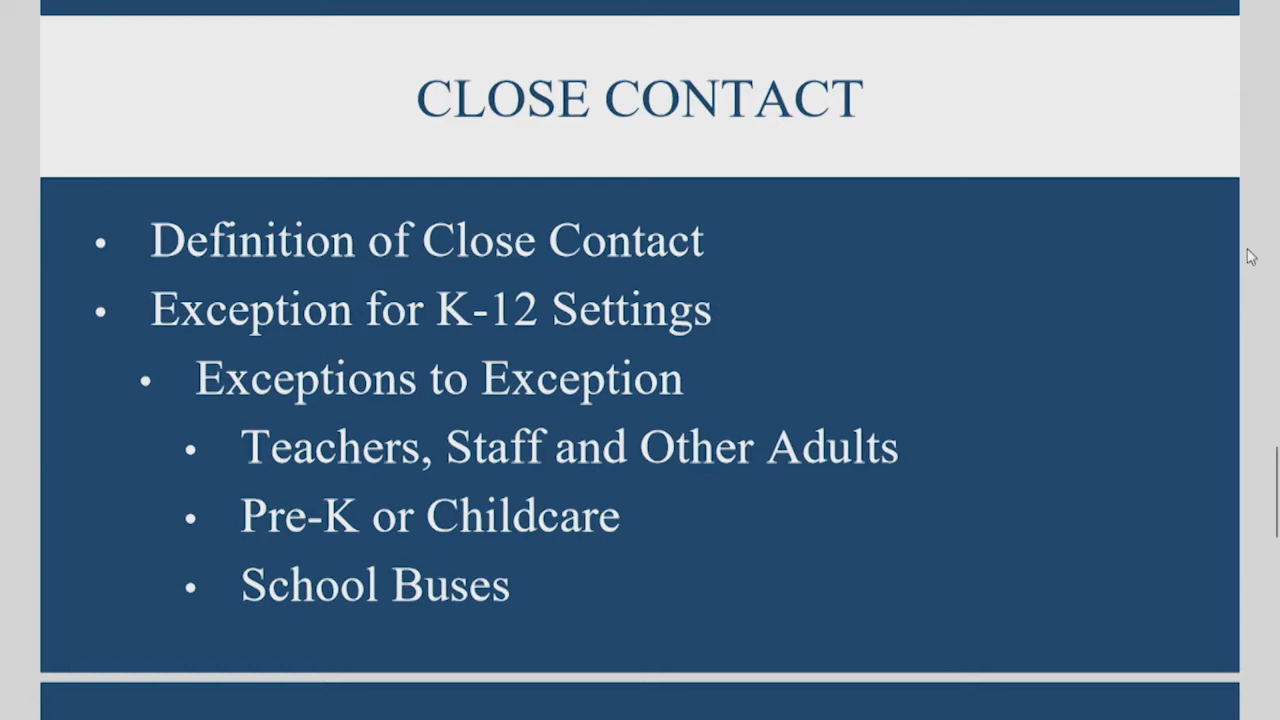 CLOSE CONTACT
• Definition of Close Contact
• Exception for K-12 Settings
• Exceptions to Exception
• Teachers, Staff and Other Adults
• Pre-K or Childcare
• School Buses